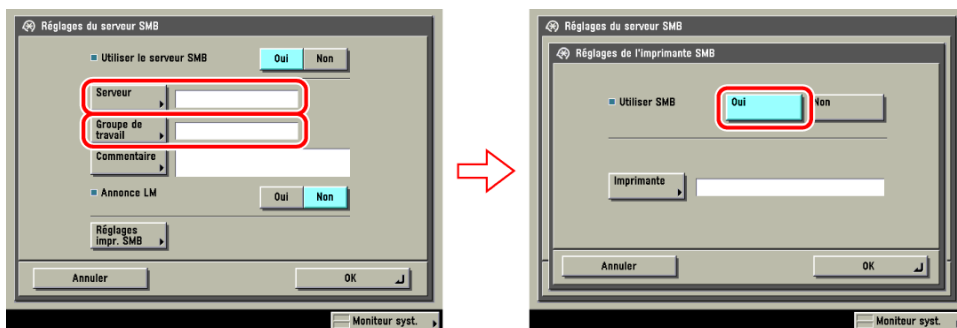 Réglages du serveur SMB
Utiliser le serveur SMB Oui Non
Serveur
Groupe de
travail
Commentaire
Annonce LM Oui Non
Réglages
impr. SMB
Annuler OK
Moniteur syst.
Réglages du serveur SMB
Réglages de l'imprimante SMB
Utiliser SMB Oui Non
Imprimante
Annuler OK
Moniteur syst.